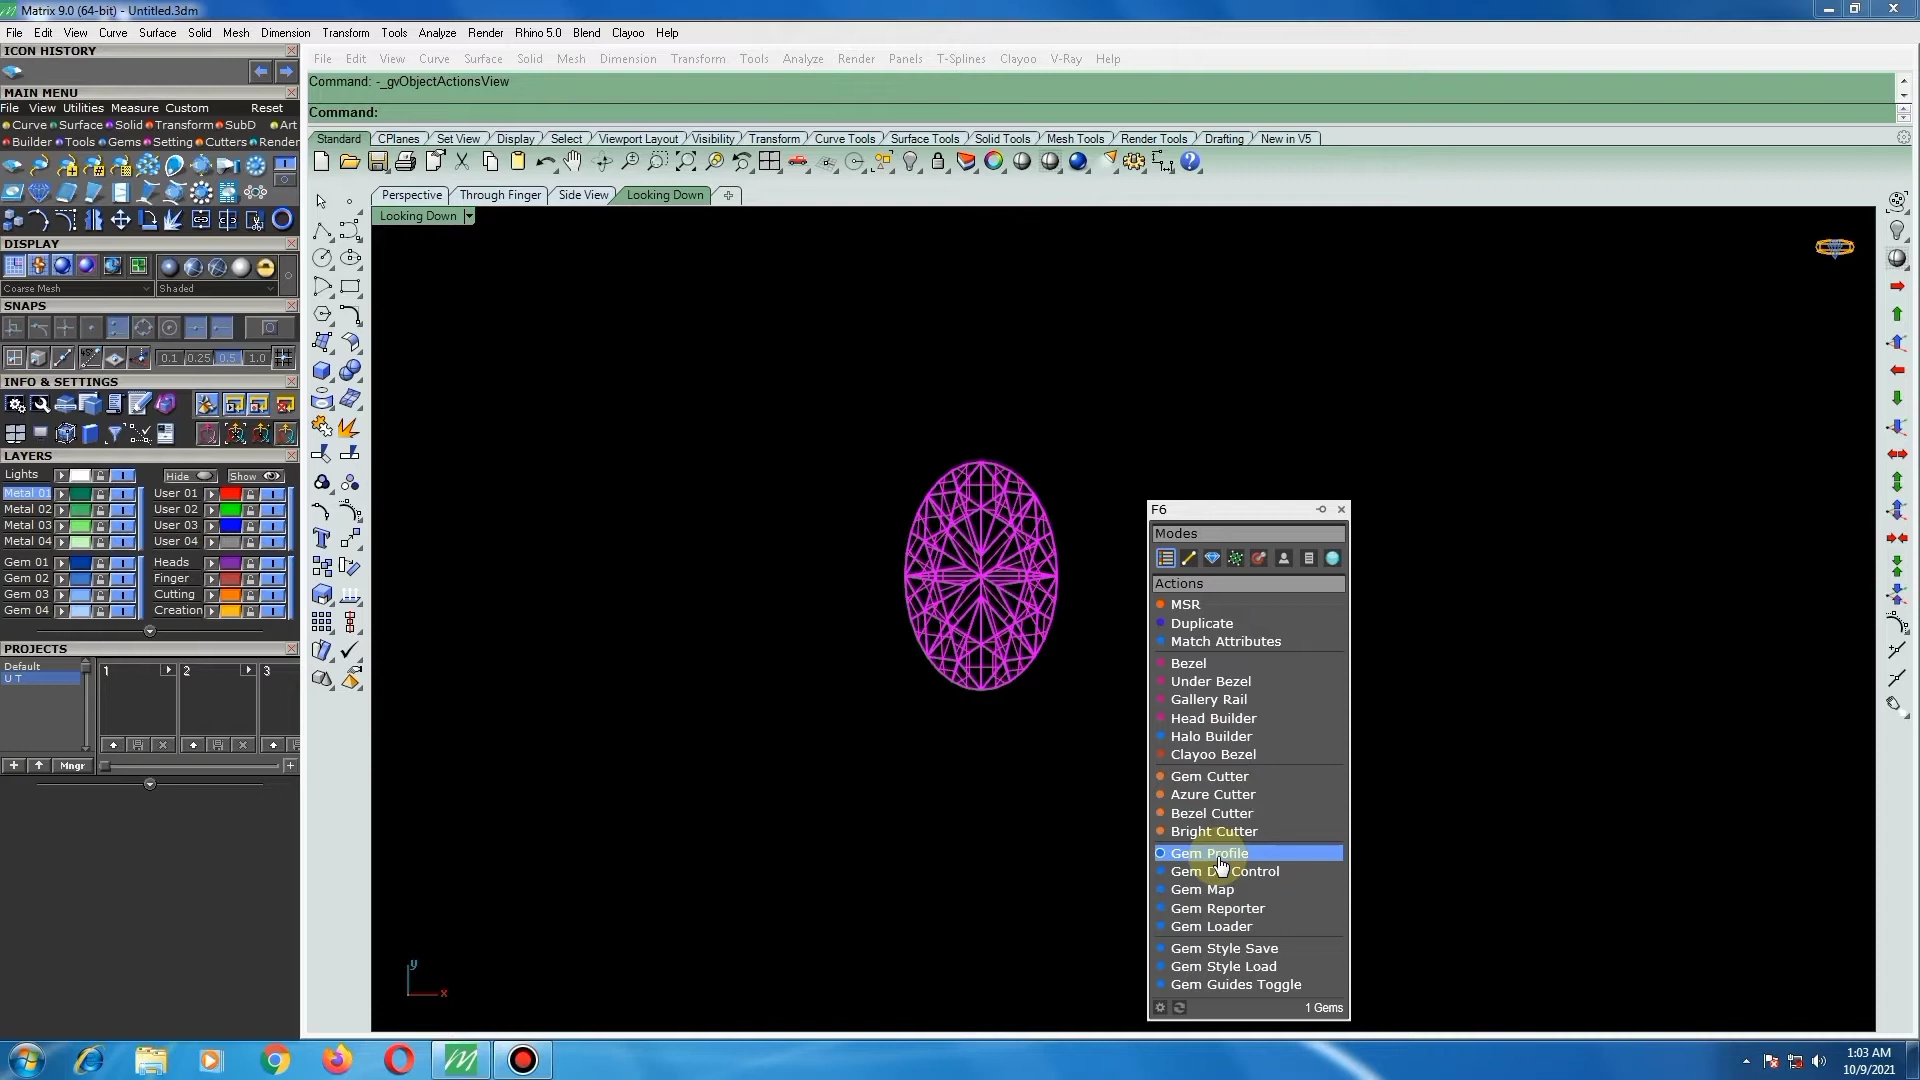 Matrix 9.0 (64-bit) - Untitled.3dm
File Edit View Curve Surface Solid Mesh Dimension Transform Tools Analyze Render Rhino 5.0 Blend Clayoo Help
ICON HISTORY
MAIN MENU
File View Utilities Measure Custom Reset
Curve Surface Solid Transform SubD Art
Builder Tools Gems Setting Cutters Render
DISPLAY
Coarse Mesh Shaded
SNAPS
0.1 0.25 0.5 1.0
INFO & SETTINGS
LAYERS
Lights Hide Show
Metal 01 User 01
Metal 02 User 02
Metal 03 User 03
Metal 04 User 04
Gem 01 Heads
Gem 02 Finger
Gem 03 Cutting
Gem 04 Creation
PROJECTS
Default
U T
1 2 3
Mngr
File Edit View Curve Surface Solid Mesh Dimension Transform Tools Analyze Render Panels T-Splines Clayoo V-Ray Help
Command: -_gvObjectActionsView
Command:
Standard CPlanes Set View Display Select Viewport Layout Visibility Transform Curve Tools Surface Tools Solid Tools Mesh Tools Render Tools Drafting New in V5
Perspective Through Finger Side View Looking Down
Looking Down
y
x
F6
Modes
Actions
MSR
Duplicate
Match Attributes
Bezel
Under Bezel
Gallery Rail
Head Builder
Halo Builder
Clayoo Bezel
Gem Cutter
Azure Cutter
Bezel Cutter
Bright Cutter
Gem Profile
Gem Control
Gem Map
Gem Reporter
Gem Loader
Gem Style Save
Gem Style Load
Gem Guides Toggle
1 Gems
1:03 AM
10/9/2021